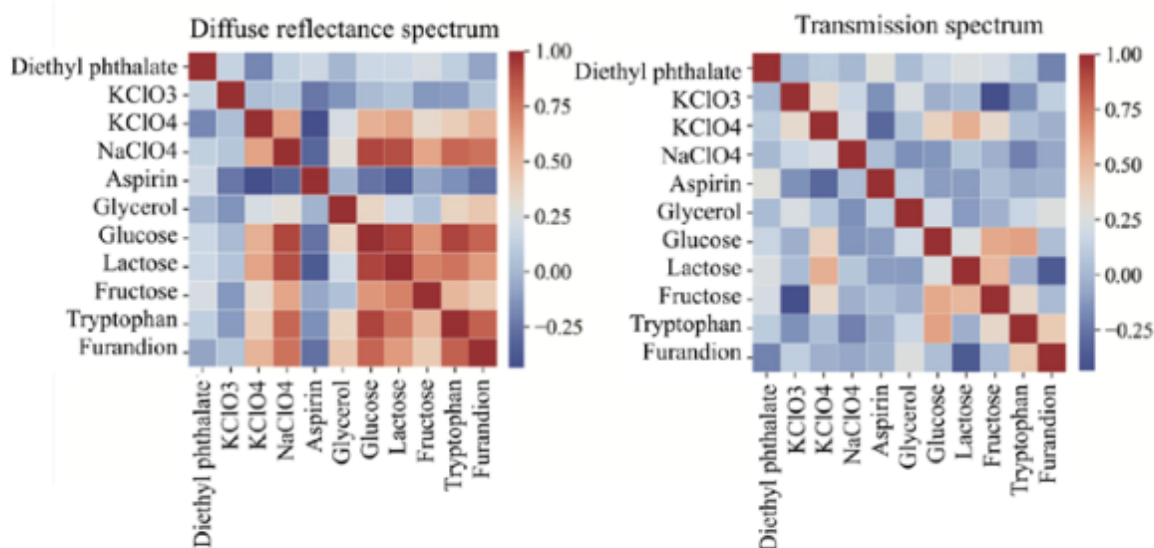 Diffuse reflectance spectrum
Diethyl phthalate
KClO3
KClO4
NaClO4
Aspirin
Glycerol
Glucose
Lactose
Fructose
Tryptophan
Furandion
Diethyl phthalate
KClO3
KClO4
NaClO4
Aspirin
Glycerol
Glucose
Lactose
Fructose
Tryptophan
Furandion
1.00
0.75
0.50
0.25
0.00
−0.25
Transmission spectrum
Diethyl phthalate
KClO3
KClO4
NaClO4
Aspirin
Glycerol
Glucose
Lactose
Fructose
Tryptophan
Furandion
Diethyl phthalate
KClO3
KClO4
NaClO4
Aspirin
Glycerol
Glucose
Lactose
Fructose
Tryptophan
Furandion
1.00
0.75
0.50
0.25
0.00
−0.25